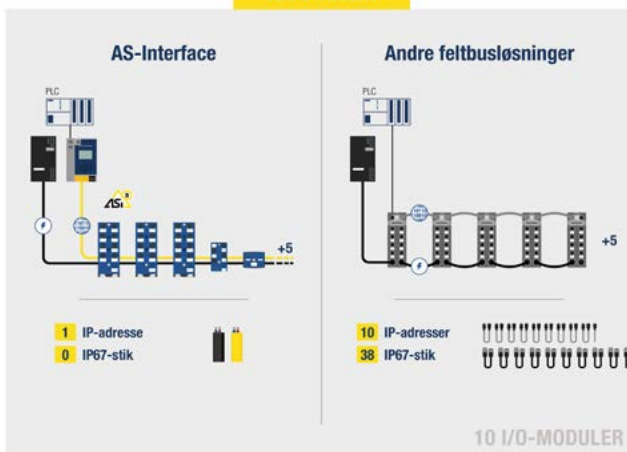 AS-Interface
PLC
ASi
+5
1 IP-adresse
0 IP67-stik
Andre feltbusløsninger
PLC
+5
10 IP-adresser
38 IP67-stik
10 I/O-MODULER